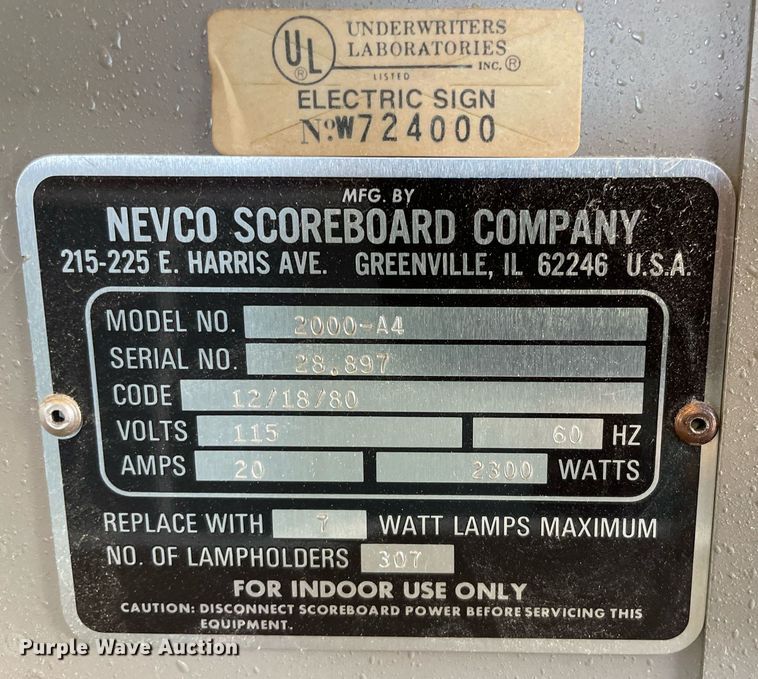 UL ®
UNDERWRITERS
LABORATORIES
INC. ®
LISTED
ELECTRIC SIGN
No. W724000
MFG. BY
NEVCO SCOREBOARD COMPANY
215-225 E. HARRIS AVE. GREENVILLE, IL 62246 U.S.A.
MODEL NO. 2000-A4
SERIAL NO. 28,897
CODE 12/18/80
VOLTS 115 60 HZ
AMPS 20 2300 WATTS
REPLACE WITH 7 WATT LAMPS MAXIMUM
NO. OF LAMPHOLDERS 307
FOR INDOOR USE ONLY
CAUTION: DISCONNECT SCOREBOARD POWER BEFORE SERVICING THIS
EQUIPMENT.
Purple Wave Auction